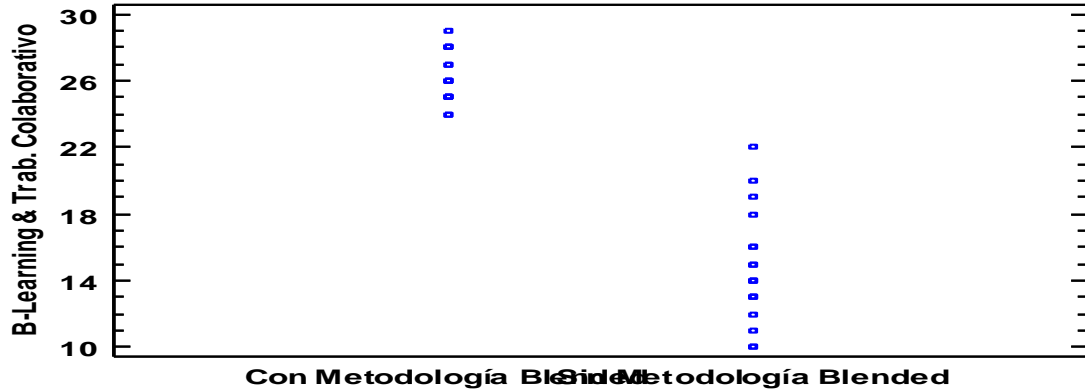 B-Learning & Trab. Colaborativo
30
26
22
18
14
10
Con Metodología Blended
Sin Metodología Blended